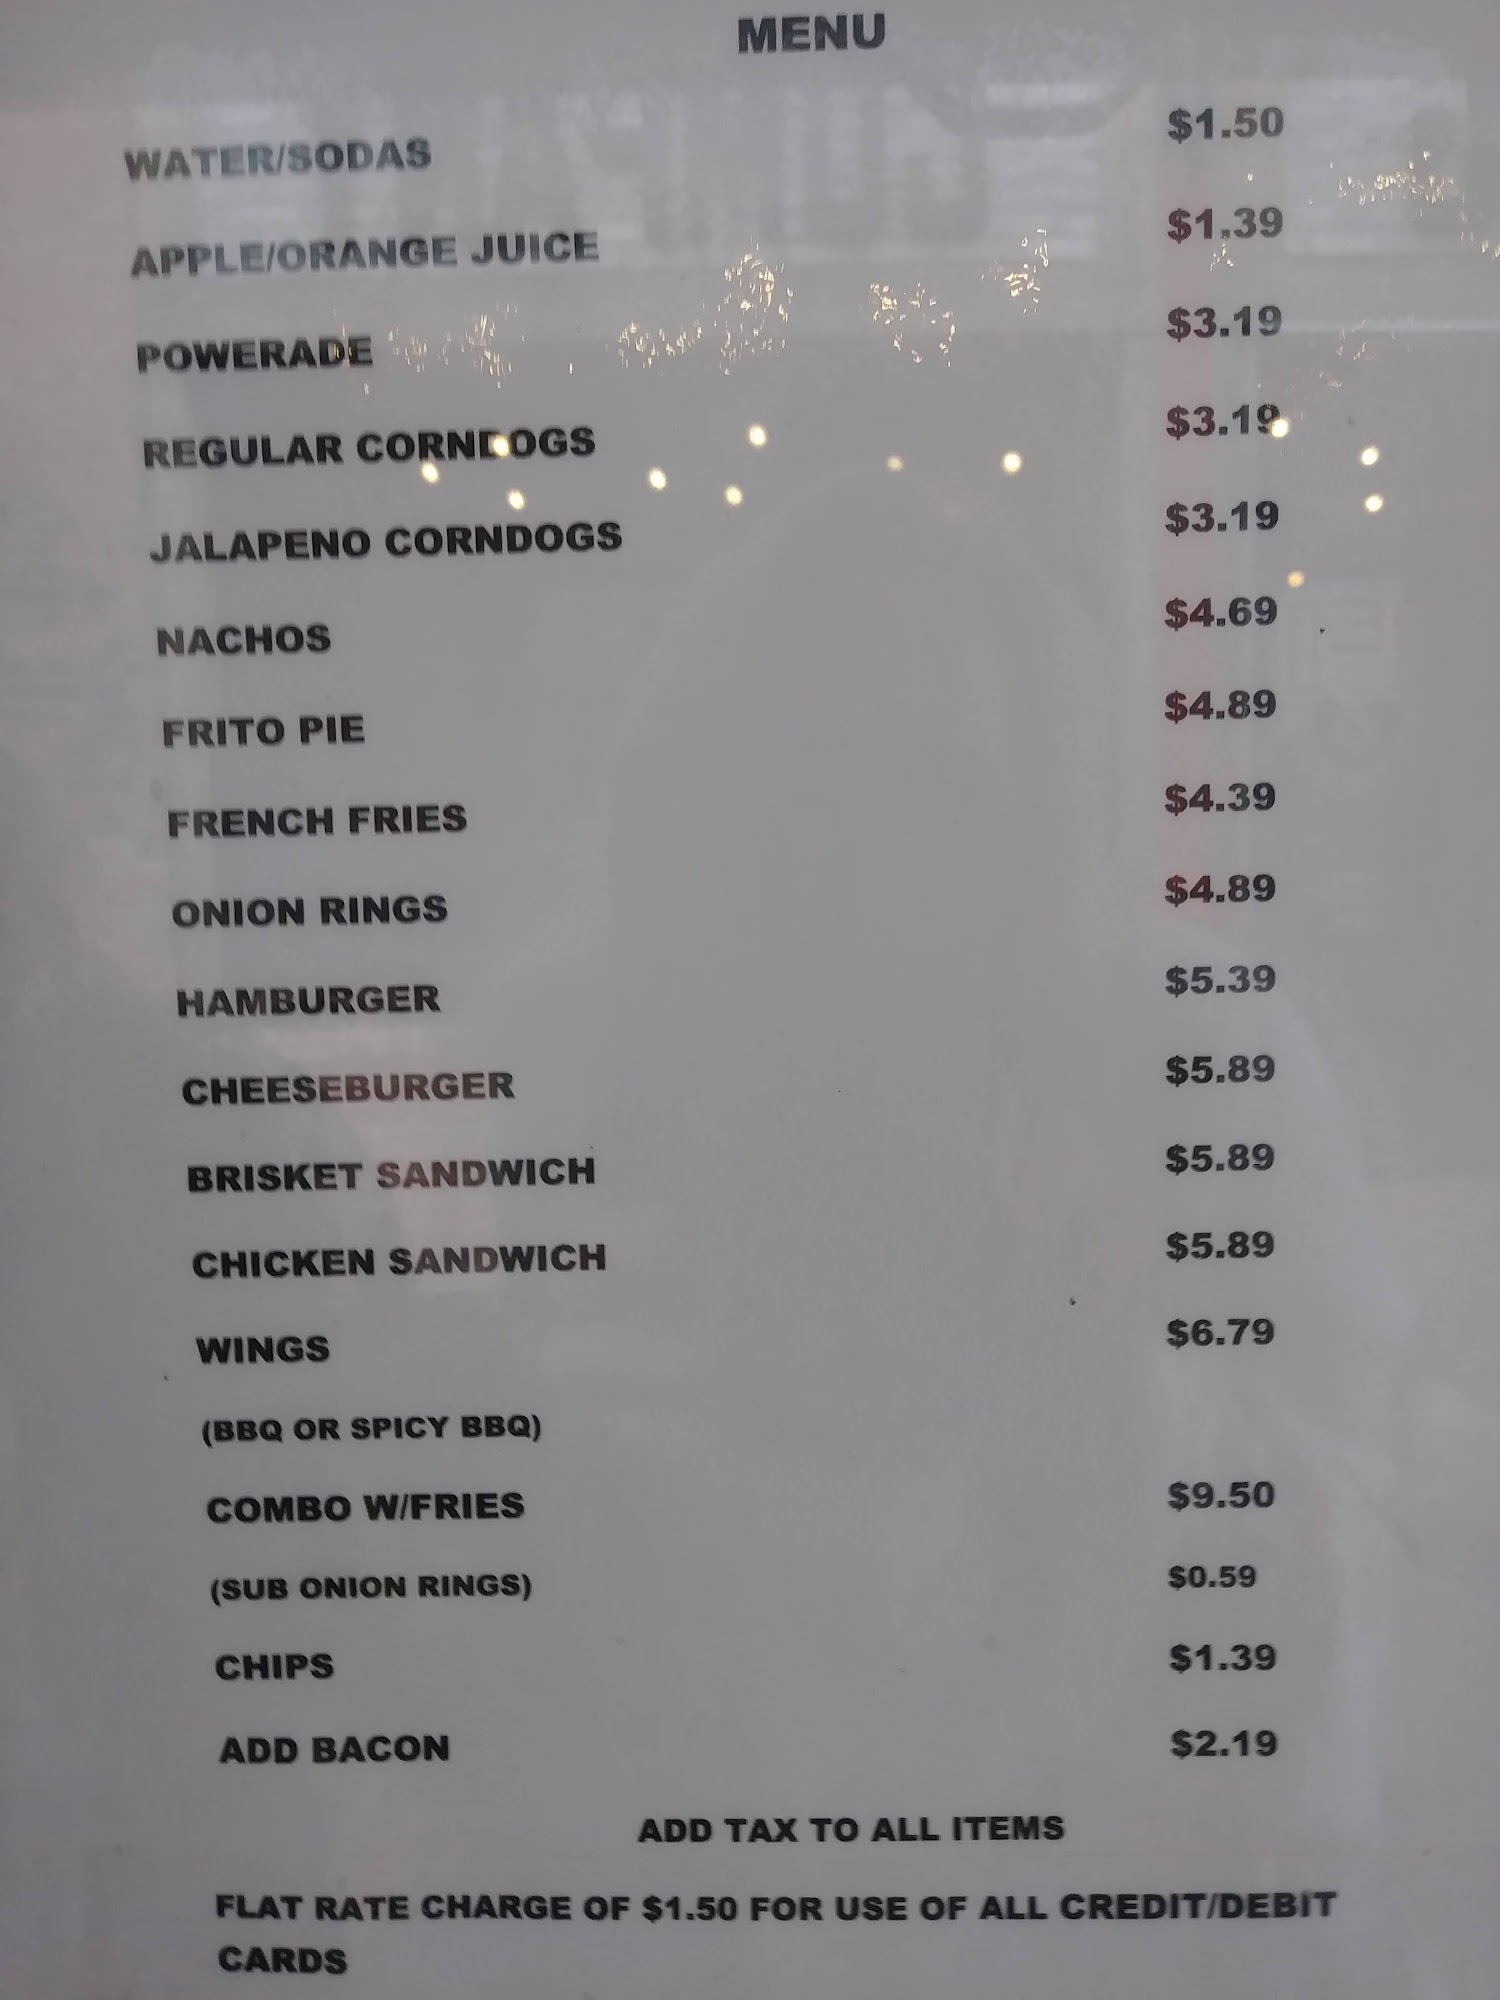 MENU
WATER/SODAS $1.50
APPLE/ORANGE JUICE $1.39
POWERADE $3.19
REGULAR CORNDOGS $3.19
JALAPENO CORNDOGS $3.19
NACHOS $4.69
FRITO PIE $4.89
FRENCH FRIES $4.39
ONION RINGS $4.89
HAMBURGER $5.39
CHEESEBURGER $5.89
BRISKET SANDWICH $5.89
CHICKEN SANDWICH $5.89
WINGS $6.79
(BBQ OR SPICY BBQ)
COMBO W/FRIES $9.50
(SUB ONION RINGS) $0.59
CHIPS $1.39
ADD BACON $2.19
ADD TAX TO ALL ITEMS
FLAT RATE CHARGE OF $1.50 FOR USE OF ALL CREDIT/DEBIT
CARDS